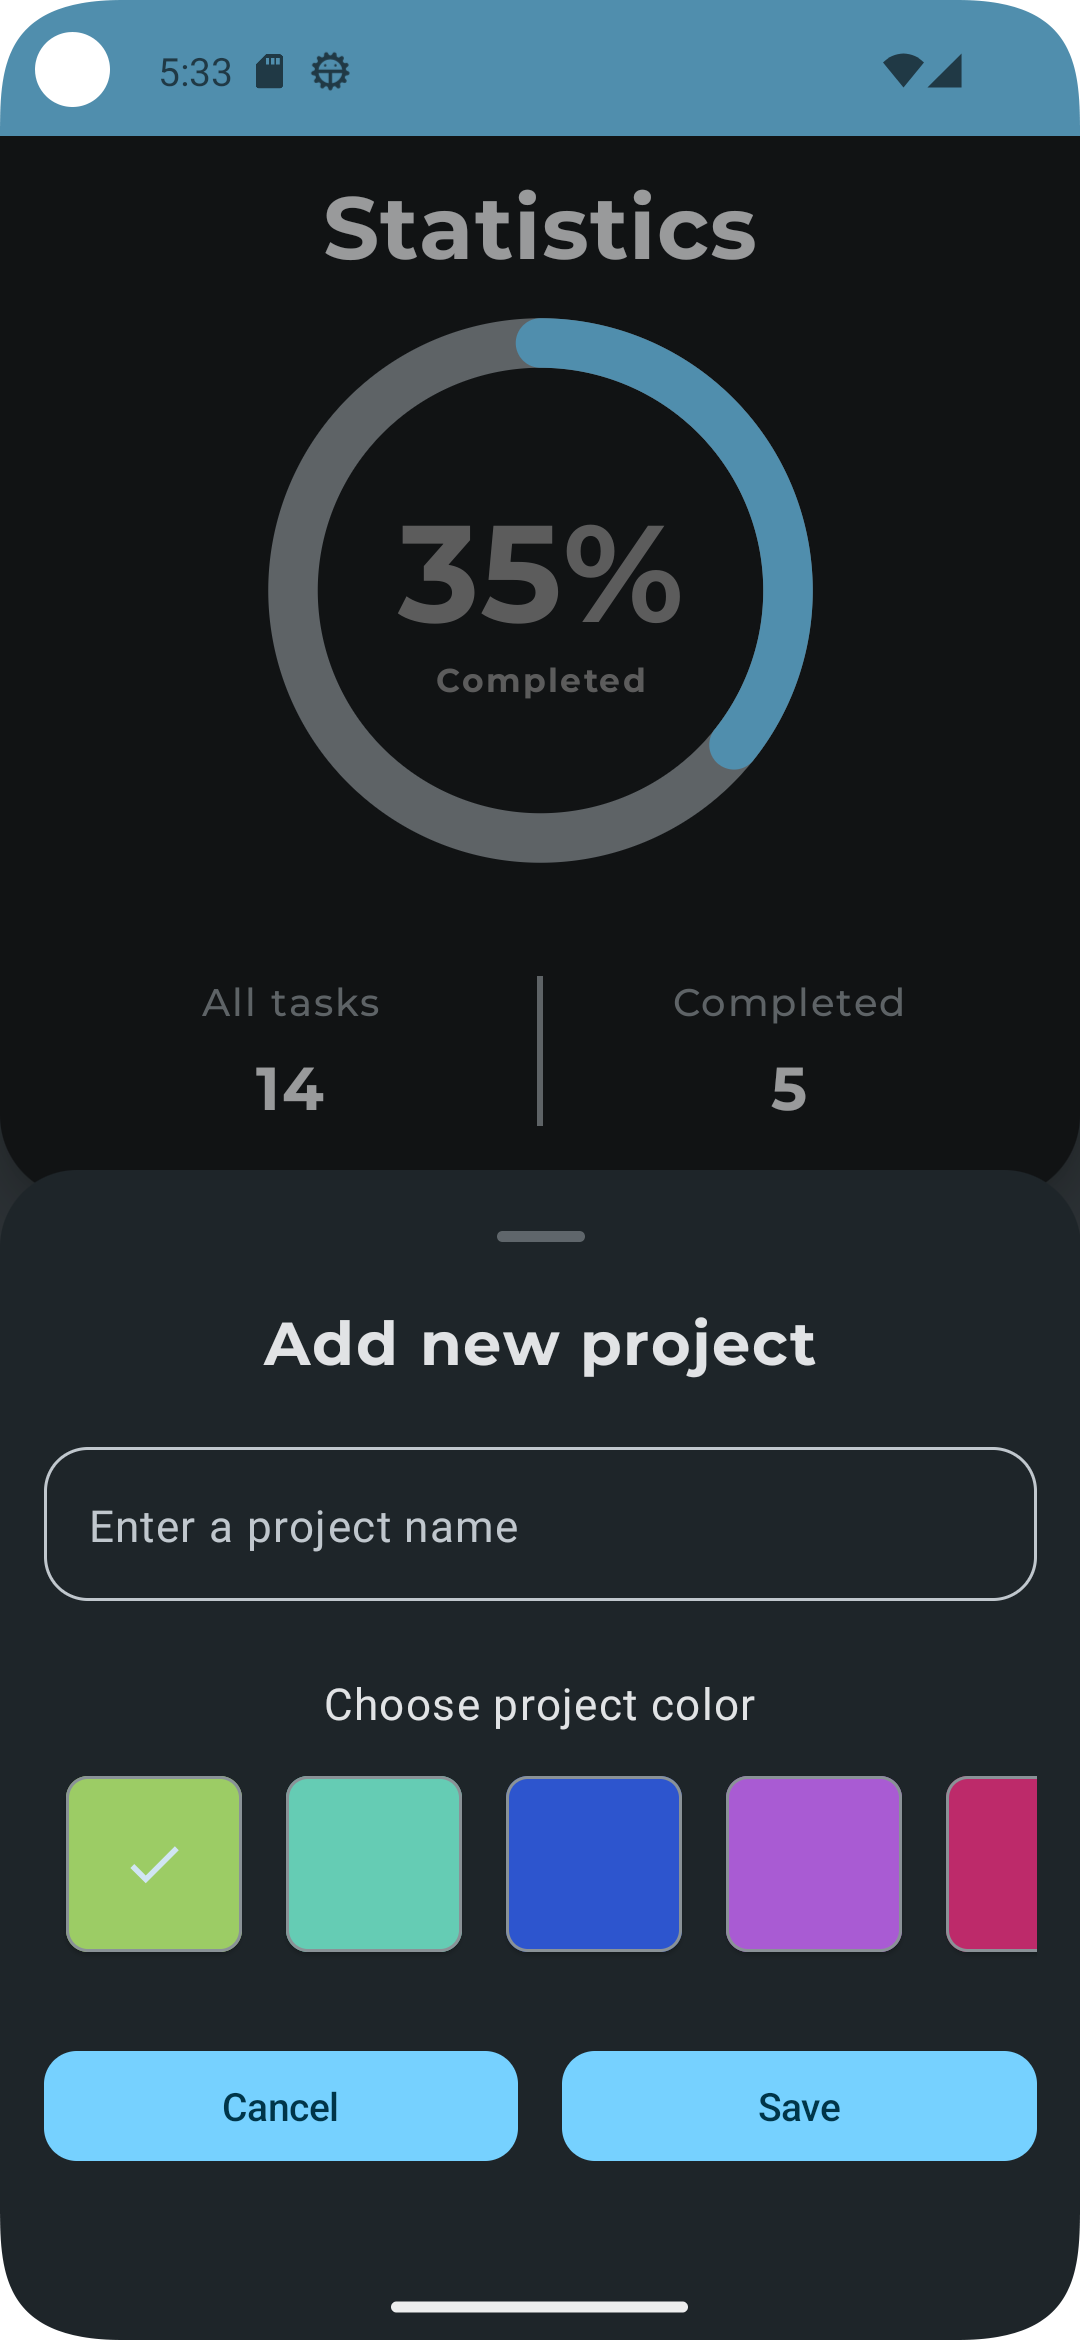 5:33
Statistics
35%
Completed
All tasks
Completed
14
5
Add new project
Enter a project name
Choose project color
Cancel
Save